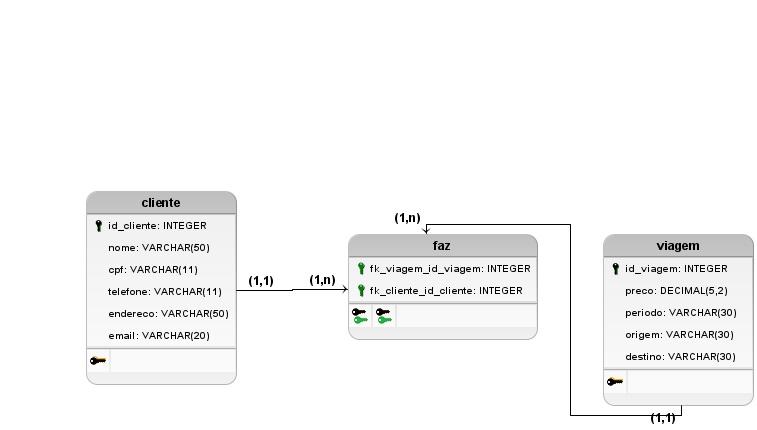 cliente
id_cliente: INTEGER
nome: VARCHAR(50)
cpf: VARCHAR(11)
telefone: VARCHAR(11)
endereco: VARCHAR(50)
email: VARCHAR(20)
(1,1)
(1,n)
(1,n)
faz
fk_viagem_id_viagem: INTEGER
fk_cliente_id_cliente: INTEGER
viagem
id_viagem: INTEGER
preco: DECIMAL(5,2)
periodo: VARCHAR(30)
origem: VARCHAR(30)
destino: VARCHAR(30)
(1,1)